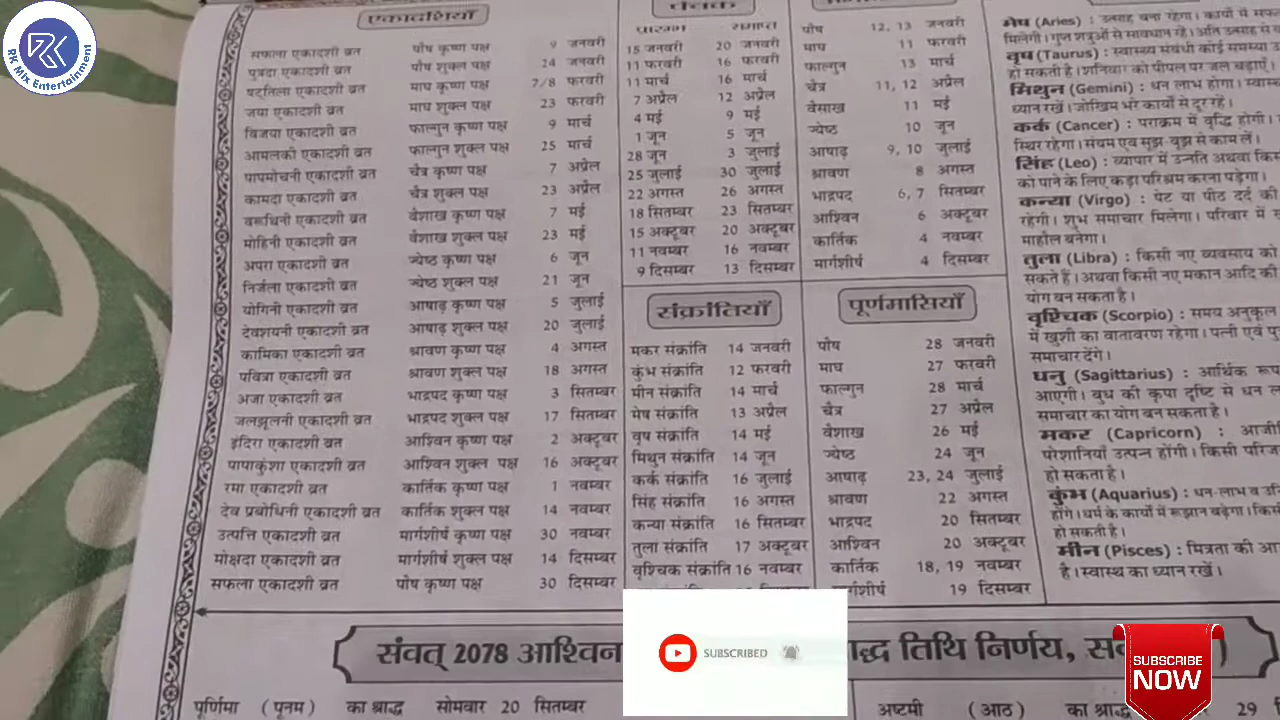 RK Mix Entertainment
एकादशियाँ
सफला एकादशी व्रत पौष कृष्ण पक्ष 9 जनवरी
पुत्रदा एकादशी व्रत पौष शुक्ल पक्ष 24 जनवरी
षट्तिला एकादशी व्रत माघ कृष्ण पक्ष 7/8 फरवरी
जया एकादशी व्रत माघ शुक्ल पक्ष 23 फरवरी
विजया एकादशी व्रत फाल्गुन कृष्ण पक्ष 9 मार्च
आमलकी एकादशी व्रत फाल्गुन शुक्ल पक्ष 25 मार्च
पापमोचनी एकादशी व्रत चैत्र कृष्ण पक्ष 7 अप्रैल
कामदा एकादशी व्रत चैत्र शुक्ल पक्ष 23 अप्रैल
वरूथिनी एकादशी व्रत वैशाख कृष्ण पक्ष 7 मई
मोहिनी एकादशी व्रत वैशाख शुक्ल पक्ष 23 मई
अपरा एकादशी व्रत ज्येष्ठ कृष्ण पक्ष 6 जून
निर्जला एकादशी व्रत ज्येष्ठ शुक्ल पक्ष 21 जून
योगिनी एकादशी व्रत आषाढ़ कृष्ण पक्ष 5 जुलाई
देवशयनी एकादशी व्रत आषाढ़ शुक्ल पक्ष 20 जुलाई
कामिका एकादशी व्रत श्रावण कृष्ण पक्ष 4 अगस्त
पवित्रा एकादशी व्रत श्रावण शुक्ल पक्ष 18 अगस्त
अजा एकादशी व्रत भाद्रपद कृष्ण पक्ष 3 सितम्बर
जलझूलनी एकादशी व्रत भाद्रपद शुक्ल पक्ष 17 सितम्बर
इंदिरा एकादशी व्रत आश्विन कृष्ण पक्ष 2 अक्टूबर
पापाकुंशा एकादशी व्रत आश्विन शुक्ल पक्ष 16 अक्टूबर
रमा एकादशी व्रत कार्तिक कृष्ण पक्ष 1 नवम्बर
देव प्रबोधिनी एकादशी व्रत कार्तिक शुक्ल पक्ष 14 नवम्बर
उत्पत्ति एकादशी व्रत मार्गशीर्ष कृष्ण पक्ष 30 नवम्बर
मोक्षदा एकादशी व्रत मार्गशीर्ष शुक्ल पक्ष 14 दिसम्बर
सफला एकादशी व्रत पौष कृष्ण पक्ष 30 दिसम्बर
प्रारम्भ समाप्त
15 जनवरी 20 जनवरी
11 फरवरी 16 फरवरी
11 मार्च 16 मार्च
7 अप्रैल 12 अप्रैल
4 मई 9 मई
1 जून 5 जून
28 जून 3 जुलाई
25 जुलाई 30 जुलाई
22 अगस्त 26 अगस्त
18 सितम्बर 23 सितम्बर
15 अक्टूबर 20 अक्टूबर
11 नवम्बर 16 नवम्बर
9 दिसम्बर 13 दिसम्बर
संक्रांतियाँ
मकर संक्रांति 14 जनवरी
कुंभ संक्रांति 12 फरवरी
मीन संक्रांति 14 मार्च
मेष संक्रांति 13 अप्रैल
वृष संक्रांति 14 मई
मिथुन संक्रांति 14 जून
कर्क संक्रांति 16 जुलाई
सिंह संक्रांति 16 अगस्त
कन्या संक्रांति 16 सितम्बर
तुला संक्रांति 17 अक्टूबर
वृश्चिक संक्रांति 16 नवम्बर
पौष 12, 13 जनवरी
माघ 11 फरवरी
फाल्गुन 13 मार्च
चैत्र 11, 12 अप्रैल
वैसाख 11 मई
ज्येष्ठ 10 जून
आषाढ़ 9, 10 जुलाई
श्रावण 8 अगस्त
भाद्रपद 6, 7 सितम्बर
आश्विन 6 अक्टूबर
कार्तिक 4 नवम्बर
मार्गशीर्ष 4 दिसम्बर
पूर्णमासियाँ
पौष 28 जनवरी
माघ 27 फरवरी
फाल्गुन 28 मार्च
चैत्र 27 अप्रैल
वैशाख 26 मई
ज्येष्ठ 24 जून
आषाढ़ 23, 24 जुलाई
श्रावण 22 अगस्त
भाद्रपद 20 सितम्बर
आश्विन 20 अक्टूबर
कार्तिक 18, 19 नवम्बर
19 दिसम्बर
मेष (Aries) : उत्साह बना रहेगा। कार्यो में
मिलेगी। गुप्त शत्रुओं से सावधान रहे। अति उत्साह से
वृष (Taurus) : स्वास्थ्य संबंधी कोई समस्या
हो सकती है। शनिवार को पीपल पर जल चढ़ाएँ।
मिथुन (Gemini) : धन लाभ होगा।
ध्यान रखें। जोखिम भरे कार्यो से दूर रहे।
कर्क (Cancer) : पराक्रम में वृद्धि होगी।
स्थिर रहेगा। संयम एव सूझ-बूझ से काम लें।
सिंह (Leo) : व्यापार में उन्नति अथवा
को पाने के लिए कड़ा परिश्रम करना पड़ेगा।
कन्या (Virgo) : पेट या पीठ दर्द की
रहेगी। शुभ समाचार मिलेगा। परिवार में
माहौल बनेगा।
तुला (Libra) : किसी नए व्यवसाय को
सकते हैं। अथवा किसी नए मकान आदि की
योग बन सकता है।
वृश्चिक (Scorpio) : समय अनुकूल
में खुशी का वातावरण रहेगा। पत्नी एवं
समाचार देंगे।
धनु (Sagittarius) : आर्थिक
आएगी। बुध की कृपा दृष्टि से धन
समाचार का योग बन सकता है।
मकर (Capricorn) :
परेशानियाँ उत्पन्न होंगी। किसी
हो सकता है।
कुंभ (Aquarius) : धन-लाभ व
होंगे। धर्म के कार्यो में रूझान बढ़ेगा।
हो सकती है।
मीन (Pisces) : मित्रता की
है। स्वास्थ का ध्यान रखें।
संवत् 2078 आश्विन तिथि निर्णय,
SUBSCRIBED
SUBSCRIBE
NOW
पूर्णिमा (पूनम) का श्राद्ध सोमवार 20 सितम्बर
अष्टमी (आठ) का श्राद्ध 29